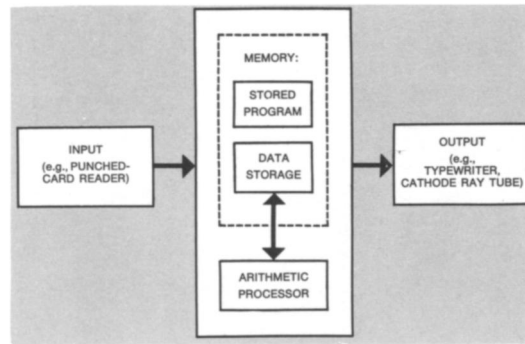 INPUT
(e.g., PUNCHED-
CARD READER)
MEMORY:
STORED
PROGRAM
DATA
STORAGE
ARITHMETIC
PROCESSOR
OUTPUT
(e.g.,
TYPEWRITER,
CATHODE RAY TUBE)